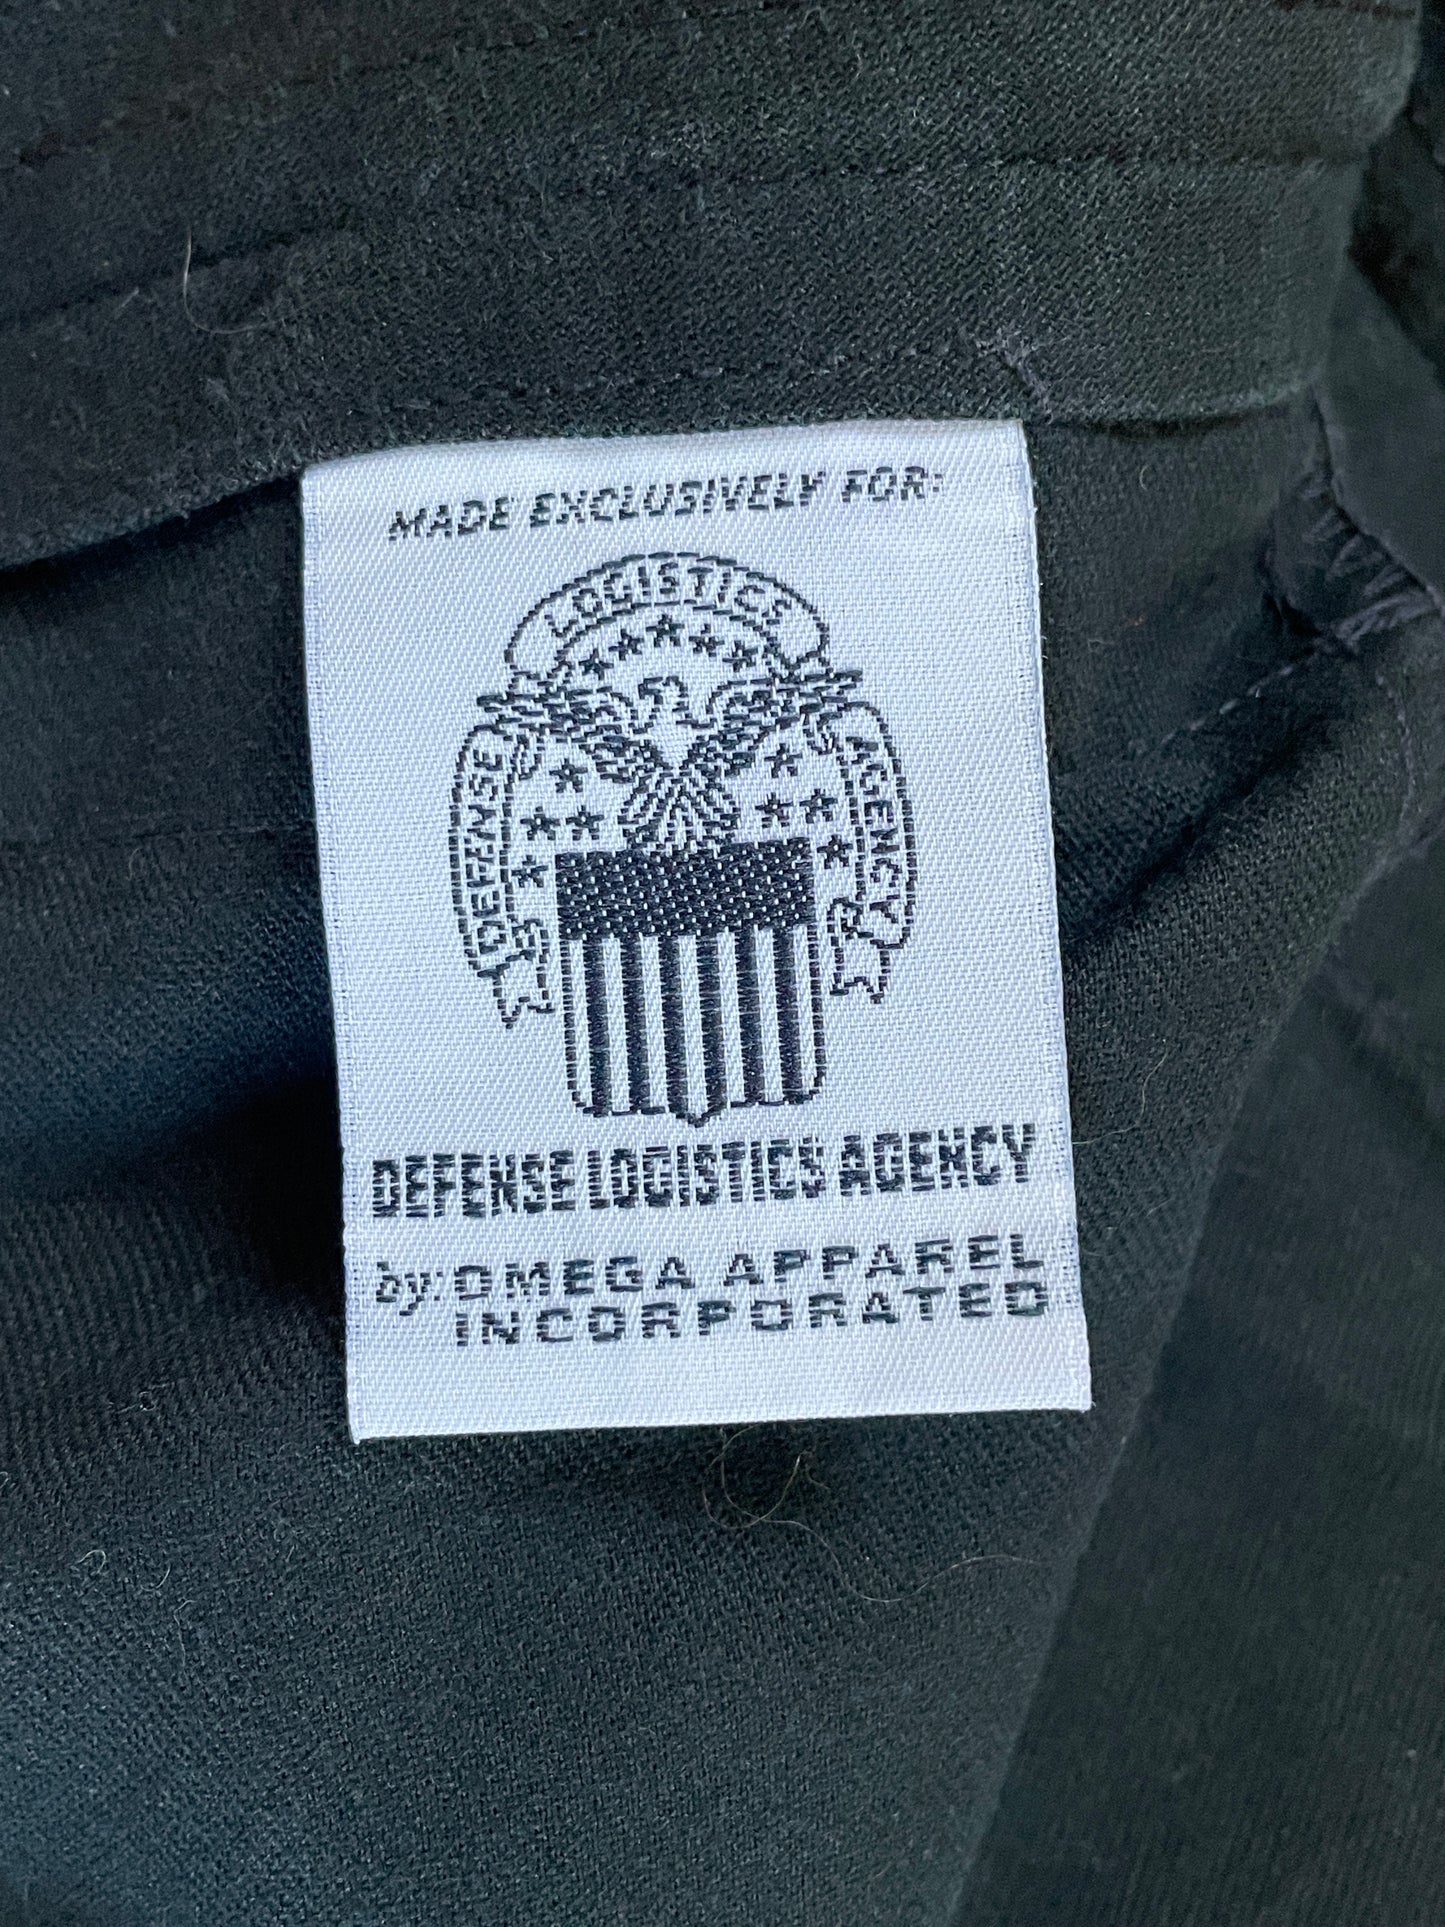 MADE EXCLUSIVELY FOR:
LOGISTICS
DEFENSE
AGENCY
DEFENSE LOGISTICS AGENCY
by: OMEGA APPAREL
INCORPORATED